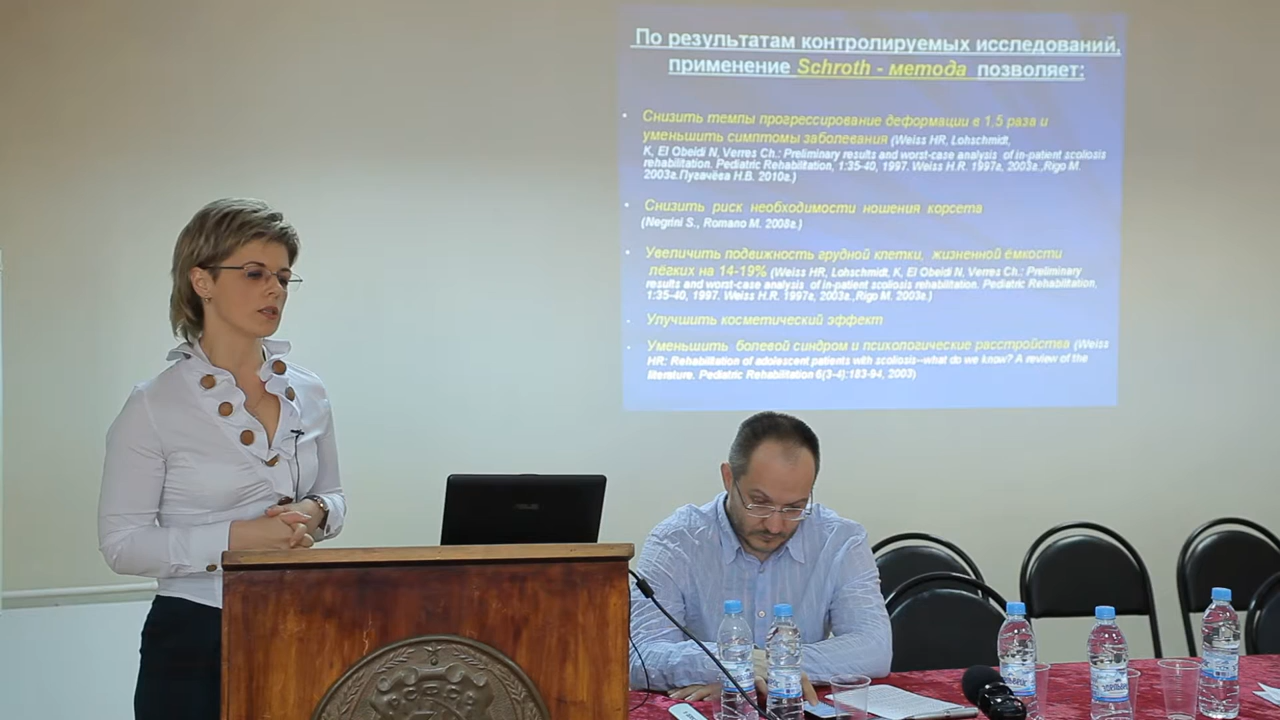 По результатам контролируемых исследований,
применение Schroth - метода позволяет:
• Снизить темпы прогрессирование деформации в 1,5 раза и
уменьшить симптомы заболевания (Weiss HR, Lohschmidt,
K, El Obeidi N, Verres Ch.: Preliminary results and worst-case analysis of in-patient scoliosis
rehabilitation. Pediatric Rehabilitation, 1:35-40, 1997. Weiss H.R. 1997г, 2003г.,Rigo M.
2003г.Пугачёва Н.В. 2010г.)
• Снизить риск необходимости ношения корсета
(Negrini S., Romano M. 2008г.)
• Увеличить подвижность грудной клетки, жизненной ёмкости
лёгких на 14-19% (Weiss HR, Lohschmidt, K, El Obeidi N, Verres Ch.: Preliminary
results and worst-case analysis of in-patient scoliosis rehabilitation. Pediatric Rehabilitation,
1:35-40, 1997. Weiss H.R. 1997г, 2003г.,Rigo M. 2003г.)
• Улучшить косметический эффект
• Уменьшить болевой синдром и психологические расстройства (Weiss
HR: Rehabilitation of adolescent patients with scoliosis--what do we know? A review of the
literature. Pediatric Rehabilitation 6(3-4):183-94, 2003)
ASUS